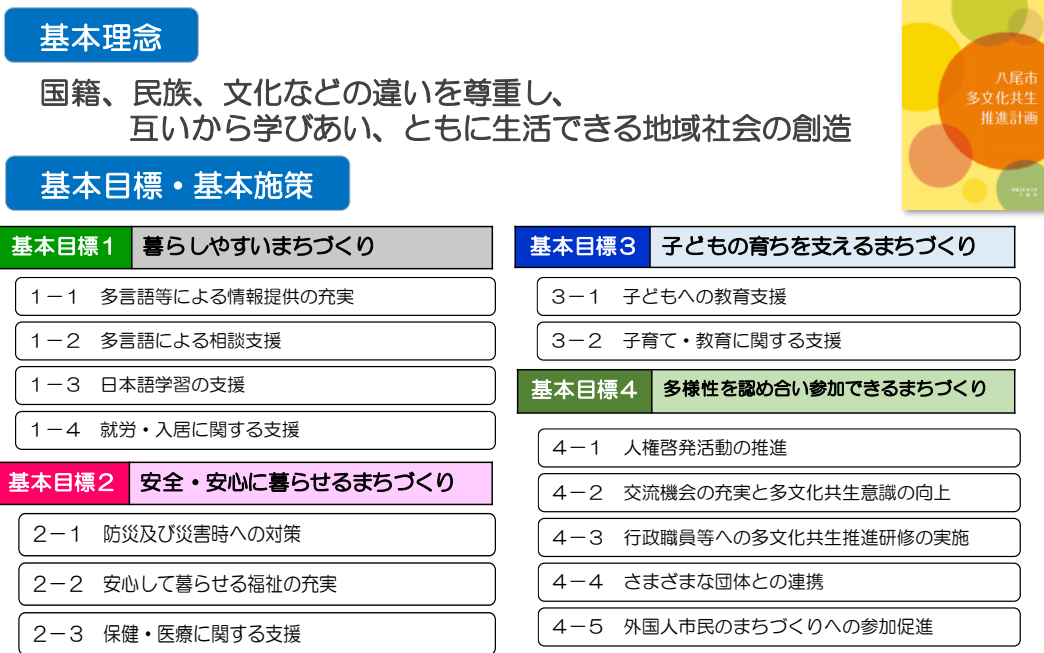 基本理念
国籍、民族、文化などの違いを尊重し、
互いから学びあい、ともに生活できる地域社会の創造
八尾市
多文化共生
推進計画
基本目標・基本施策
基本目標1 暮らしやすいまちづくり
1-1 多言語等による情報提供の充実
1-2 多言語による相談支援
1-3 日本語学習の支援
1-4 就労・入居に関する支援
基本目標2 安全・安心に暮らせるまちづくり
2-1 防災及び災害時への対策
2-2 安心して暮らせる福祉の充実
2-3 保健・医療に関する支援
基本目標3 子どもの育ちを支えるまちづくり
3-1 子どもへの教育支援
3-2 子育て・教育に関する支援
基本目標4 多様性を認め合い参加できるまちづくり
4-1 人権啓発活動の推進
4-2 交流機会の充実と多文化共生意識の向上
4-3 行政職員等への多文化共生推進研修の実施
4-4 さまざまな団体との連携
4-5 外国人市民のまちづくりへの参加促進